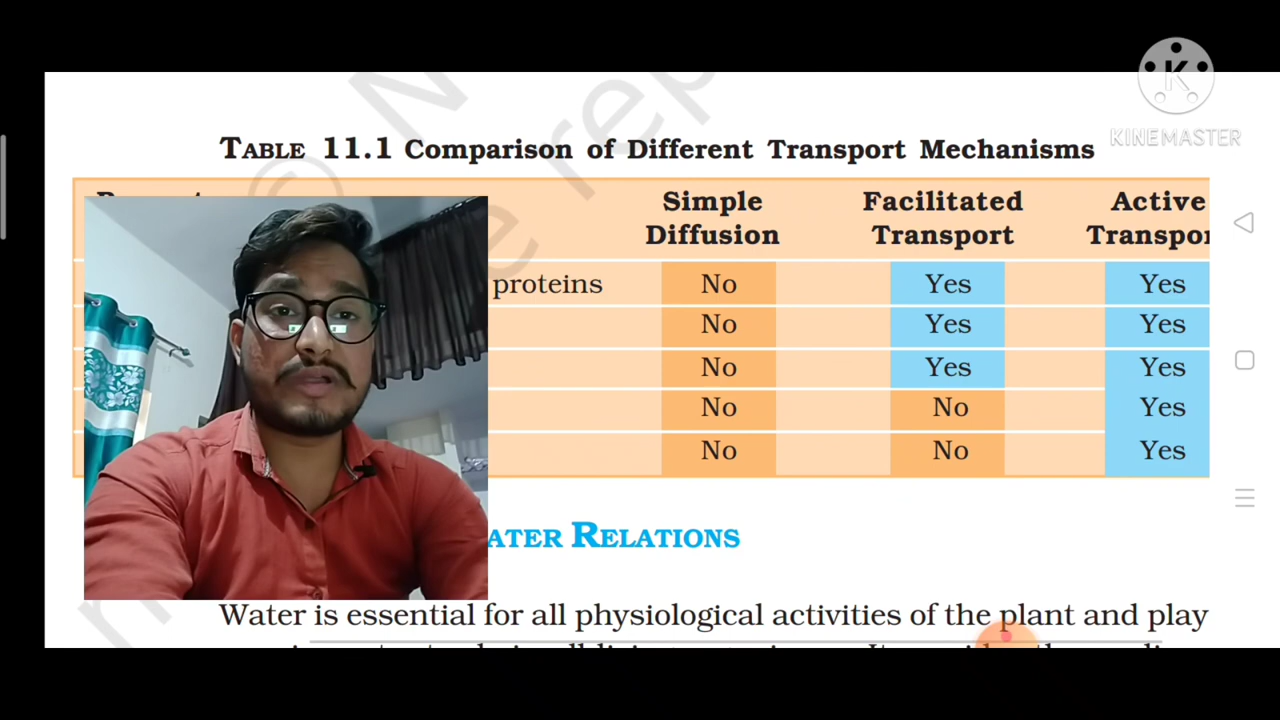 KINEMASTER
TABLE 11.1 Comparison of Different Transport Mechanisms
Simple Facilitated Active
Diffusion Transport Transpor
proteins No Yes Yes
No Yes Yes
No Yes Yes
No No Yes
No No Yes
ATER RELATIONS
Water is essential for all physiological activities of the plant and play